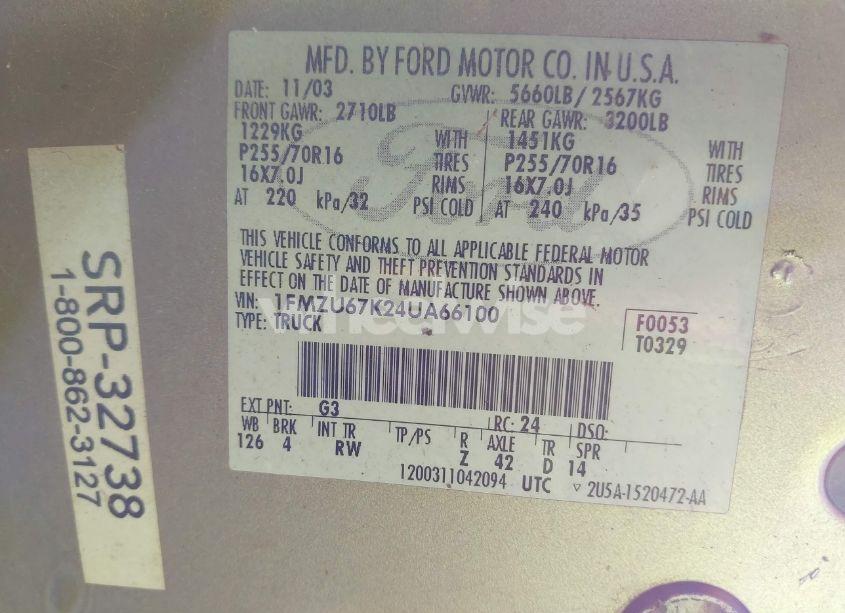 MFD. BY FORD MOTOR CO. IN U.S.A.
DATE: 11/03 GVWR: 5660LB/ 2567KG
FRONT GAWR: 2710LB REAR GAWR: 3200LB
1229KG WITH 1451KG WITH
P255/70R16 TIRES P255/70R16 TIRES
16X7.0J RIMS 16X7.0J RIMS
AT 220 kPa/32 PSI COLD AT 240 kPa/35 PSI COLD
THIS VEHICLE CONFORMS TO ALL APPLICABLE FEDERAL MOTOR
VEHICLE SAFETY AND THEFT PREVENTION STANDARDS IN
EFFECT ON THE DATE OF MANUFACTURE SHOWN ABOVE.
VIN: 1FMZU67K24UA66100 F0053
TYPE: TRUCK T0329
EXT PNT: G3 RC: 24 DSO:
WB BRK INT TR TP/PS R AXLE TR SPR
126 4 RW Z 42 D 14
1200311042094 UTC ▽ 2U5A-1520472-AA
Ford
SRP-32738
1-800-862-3127